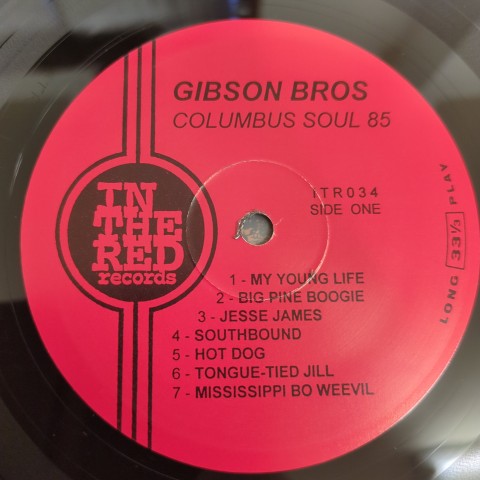 GIBSON BROS
COLUMBUS SOUL 85
IN
THE
RED
records
ITR034
SIDE ONE
LONG 33⅓ PLAY
1 - MY YOUNG LIFE
2 - BIG PINE BOOGIE
3 - JESSE JAMES
4 - SOUTHBOUND
5 - HOT DOG
6 - TONGUE-TIED JILL
7 - MISSISSIPPI BO WEEVIL